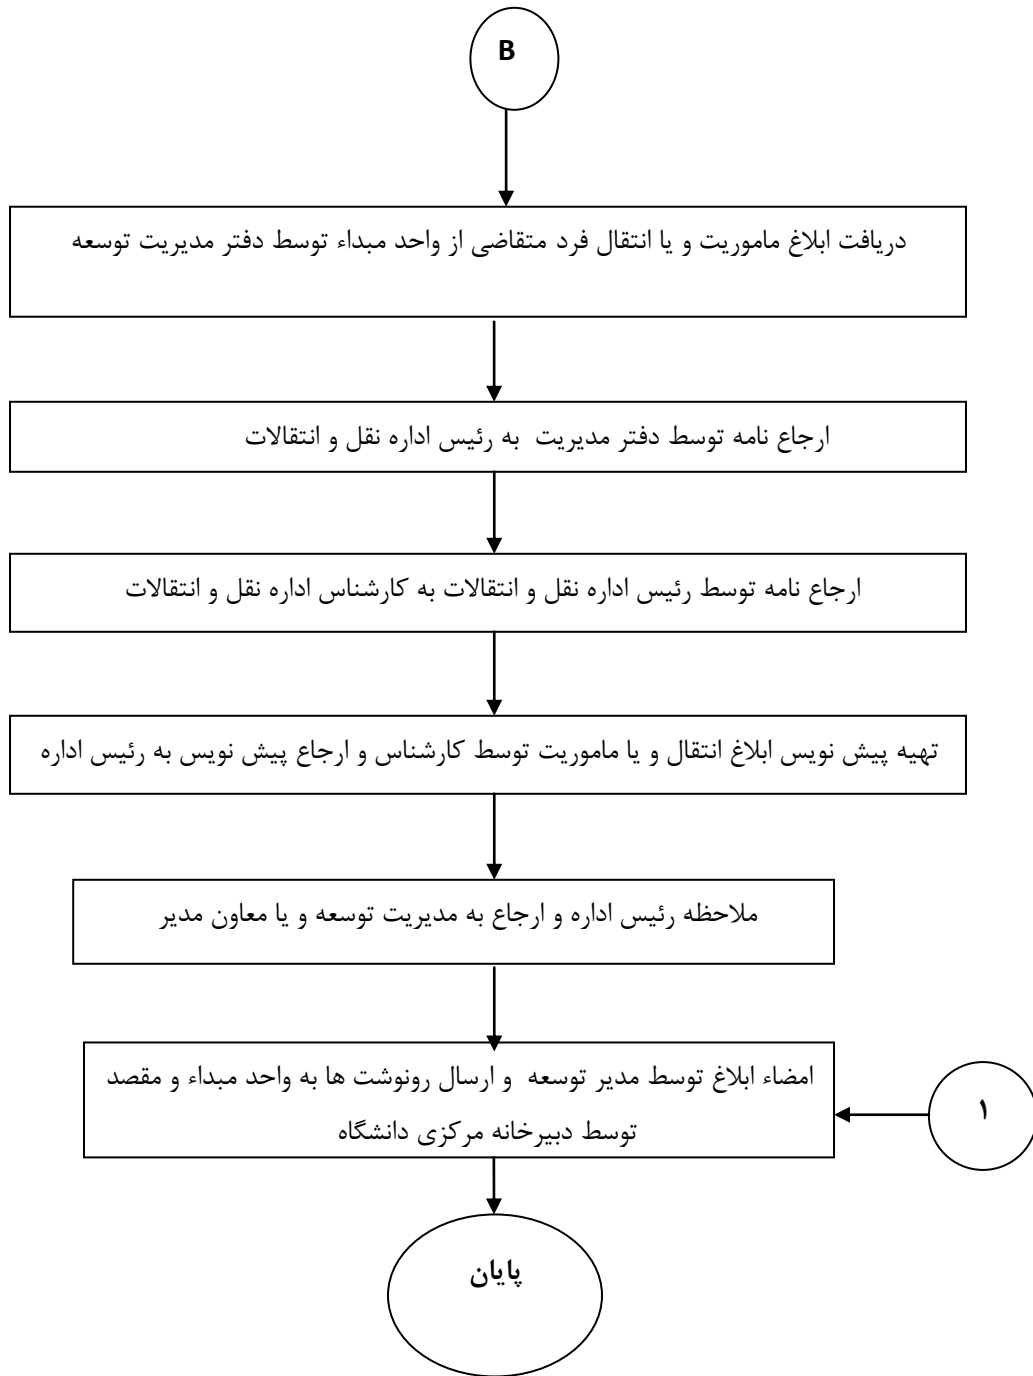 B
دریافت ابلاغ ماموریت و یا انتقال فرد متقاضی از واحد مبداء توسط دفتر مدیریت توسعه
ارجاع نامه توسط دفتر مدیریت به رئیس اداره نقل و انتقالات
ارجاع نامه توسط رئیس اداره نقل و انتقالات به کارشناس اداره نقل و انتقالات
تهیه پیش نویس ابلاغ انتقال و یا ماموریت توسط کارشناس و ارجاع پیش نویس به رئیس اداره
ملاحظه رئیس اداره و ارجاع به مدیریت توسعه و یا معاون مدیر
امضاء ابلاغ توسط مدیر توسعه و ارسال رونوشت ها به واحد مبداء و مقصد
توسط دبیرخانه مرکزی دانشگاه
۱
پایان